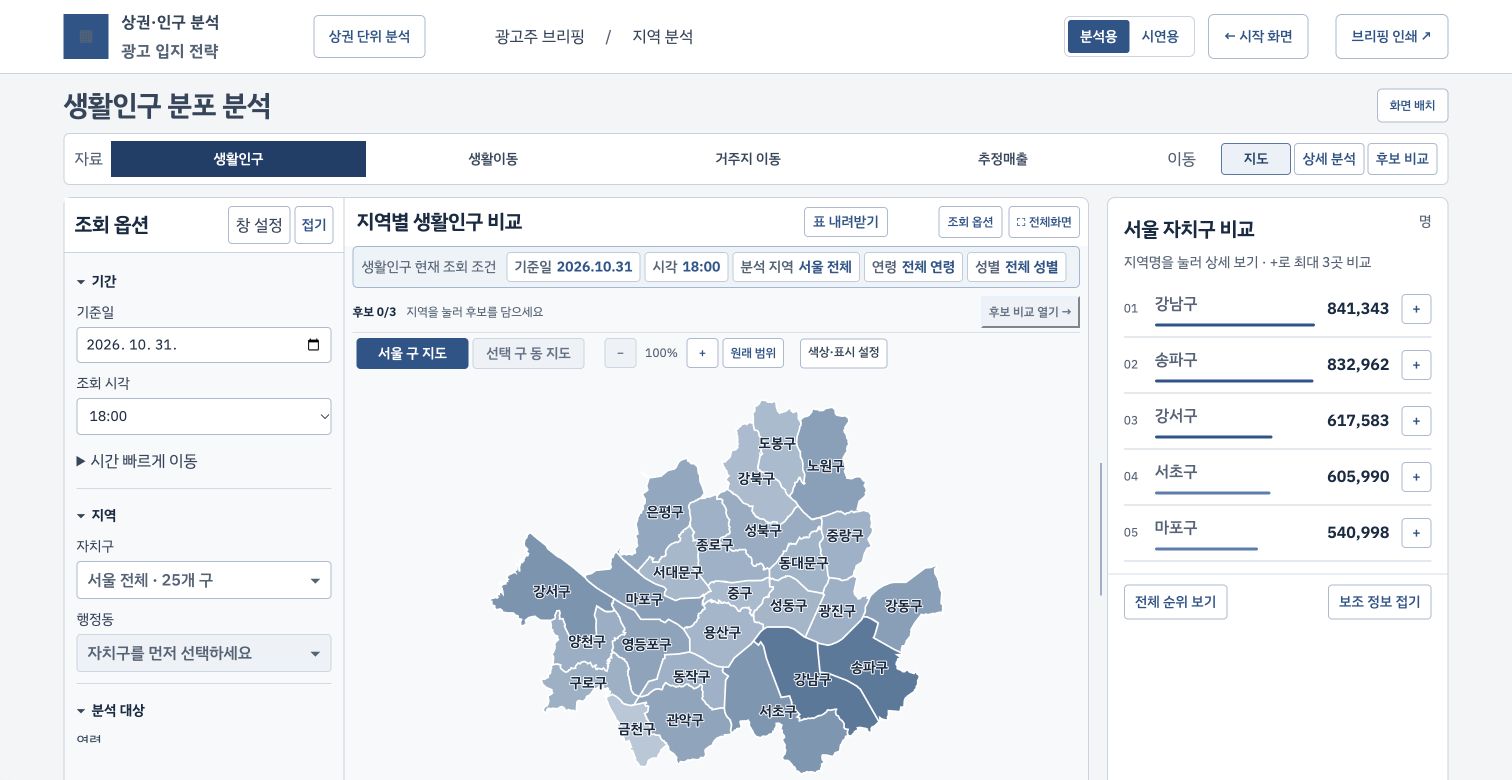 상권·인구 분석
광고 입지 전략
상권 단위 분석
광고주 브리핑 / 지역 분석
분석용 시연용
← 시작 화면
브리핑 인쇄 ↗
생활인구 분포 분석
화면 배치
자료 생활인구 생활이동 거주지 이동 추정매출 이동 지도 상세 분석 후보 비교
조회 옵션
창 설정 접기
기간
기준일
2026. 10. 31.
조회 시각
18:00
시간 빠르게 이동
지역
자치구
서울 전체 · 25개 구
행정동
자치구를 먼저 선택하세요
분석 대상
연령
지역별 생활인구 비교
표 내려받기 조회 옵션 전체화면
생활인구 현재 조회 조건 기준일 2026.10.31 시각 18:00 분석 지역 서울 전체 연령 전체 연령 성별 전체 성별
후보 0/3 지역을 눌러 후보를 담으세요
후보 비교 열기 →
서울 구 지도 선택 구 동 지도 − 100% + 원래 범위 색상·표시 설정
도봉구
노원구
강북구
은평구
성북구
중랑구
종로구
동대문구
서대문구
강서구
마포구
중구
성동구
광진구
강동구
용산구
양천구
영등포구
송파구
동작구
강남구
구로구
서초구
관악구
금천구
서울 자치구 비교
명
지역명을 눌러 상세 보기 · +로 최대 3곳 비교
01 강남구 841,343 +
02 송파구 832,962 +
03 강서구 617,583 +
04 서초구 605,990 +
05 마포구 540,998 +
전체 순위 보기 보조 정보 접기